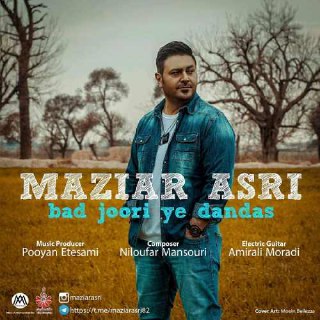 MAZIAR ASRI
bad joori ye dandas
Music Producer
Pooyan Etesami
Composer
Niloufar Mansouri
Electric Guitar
Amirali Moradi
maziarasri
https://t.me/maziarasri82
Cover Art: Moein Bellezza